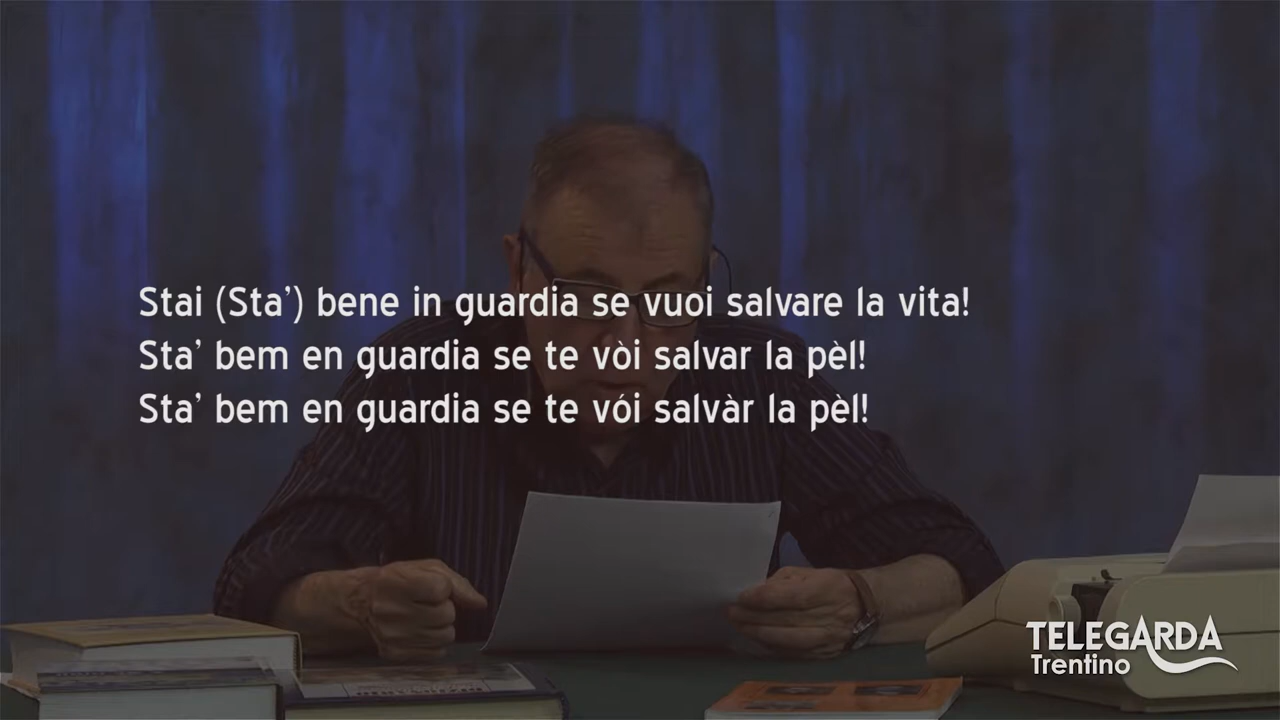 Stai (Sta’) bene in guardia se vuoi salvare la vita!
Sta’ bem en guardia se te vòi salvar la pèl!
Sta’ bem en guardia se te vói salvàr la pèl!
TELEGARDA
Trentino